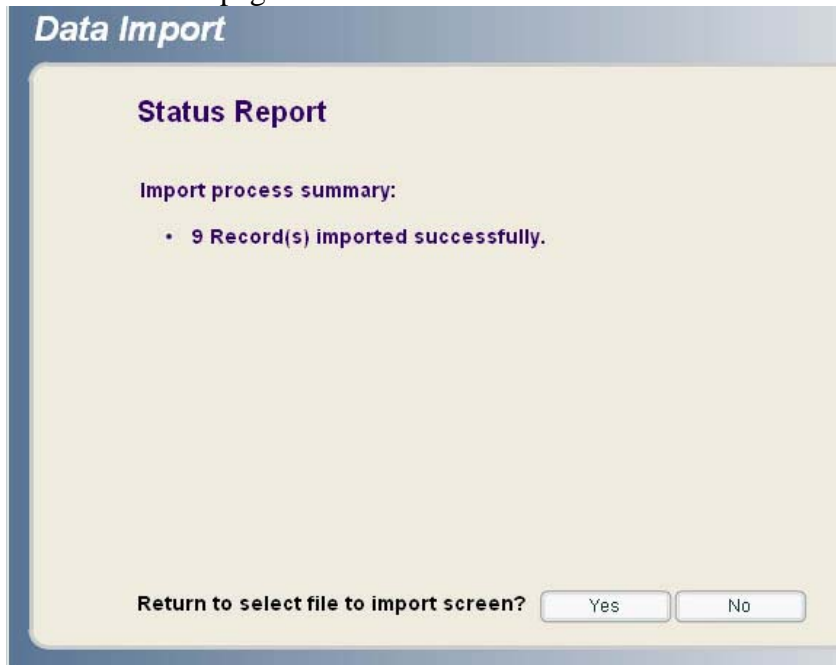 Data Import
Status Report
Import process summary:
• 9 Record(s) imported successfully.
Return to select file to import screen? Yes No